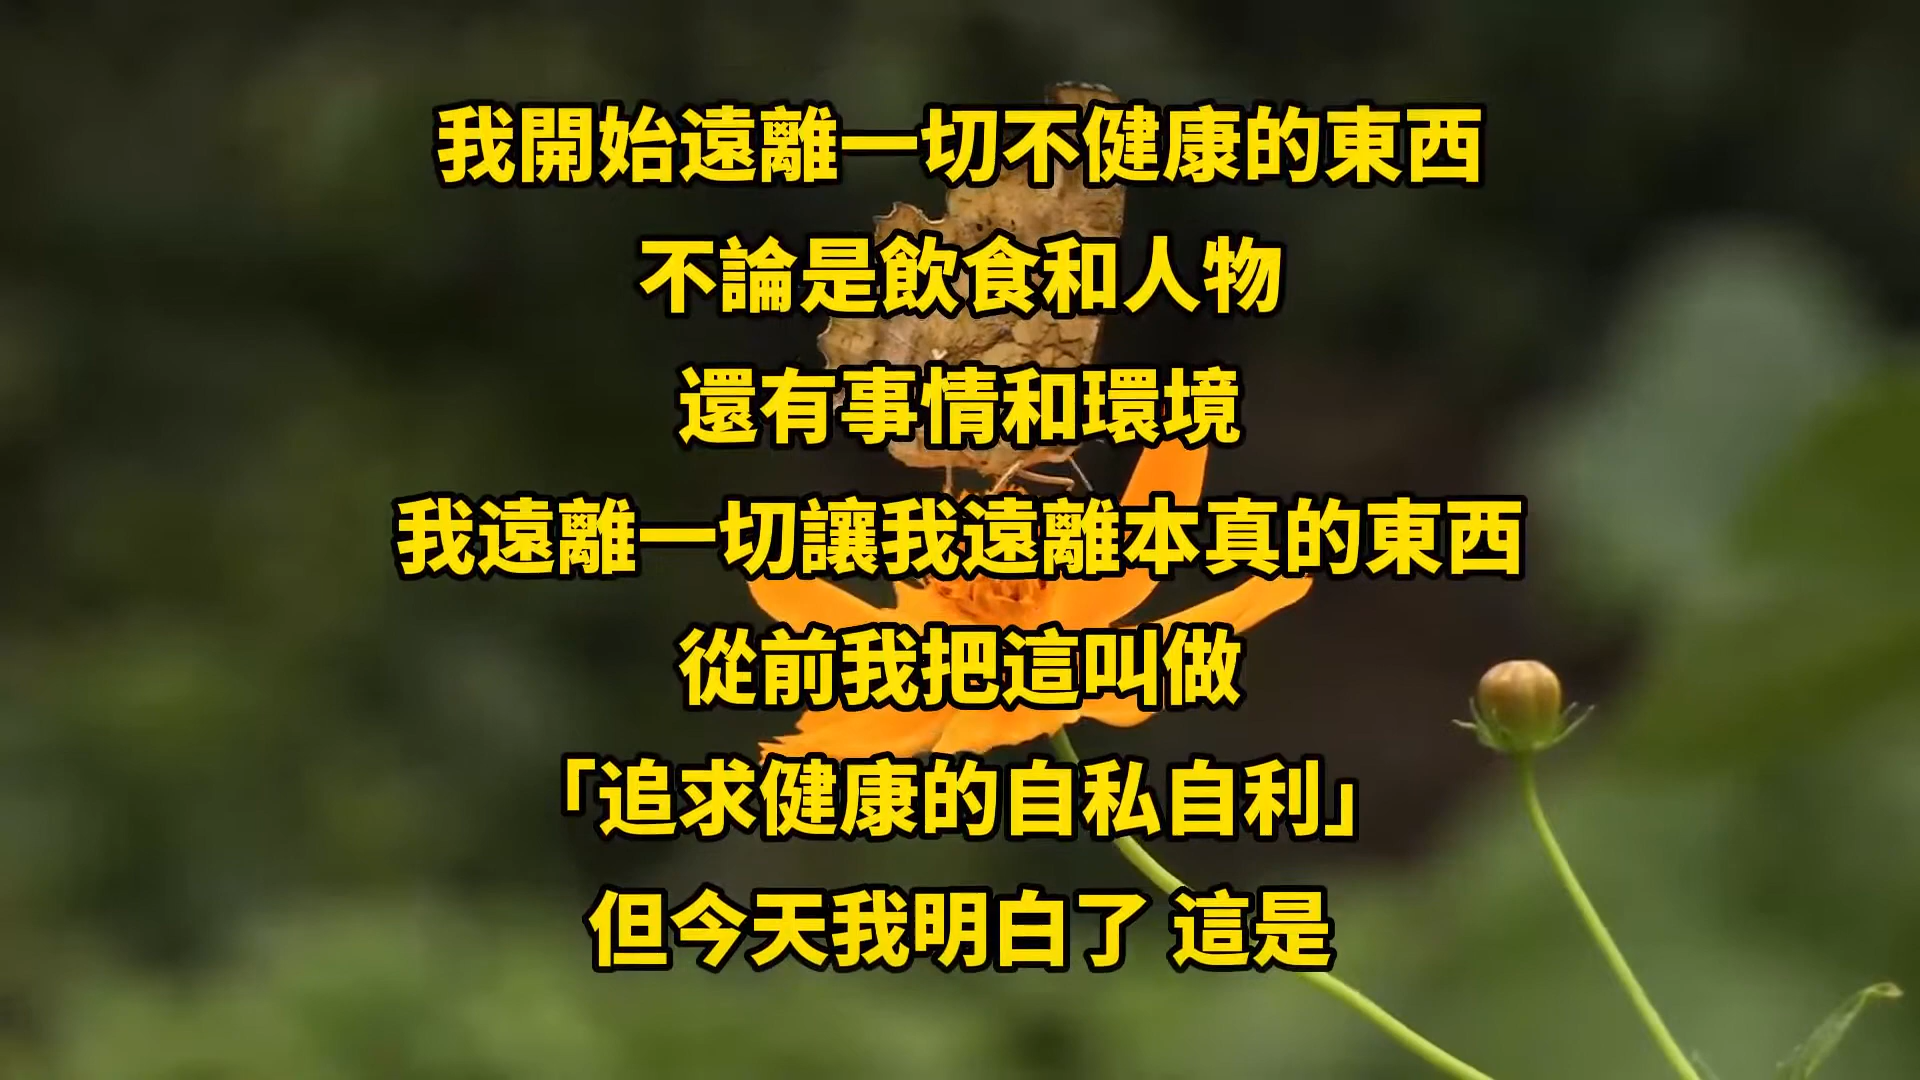 我開始遠離一切不健康的東西
不論是飲食和人物
還有事情和環境
我遠離一切讓我遠離本真的東西
從前我把這叫做
「追求健康的自私自利」
但今天我明白了 這是